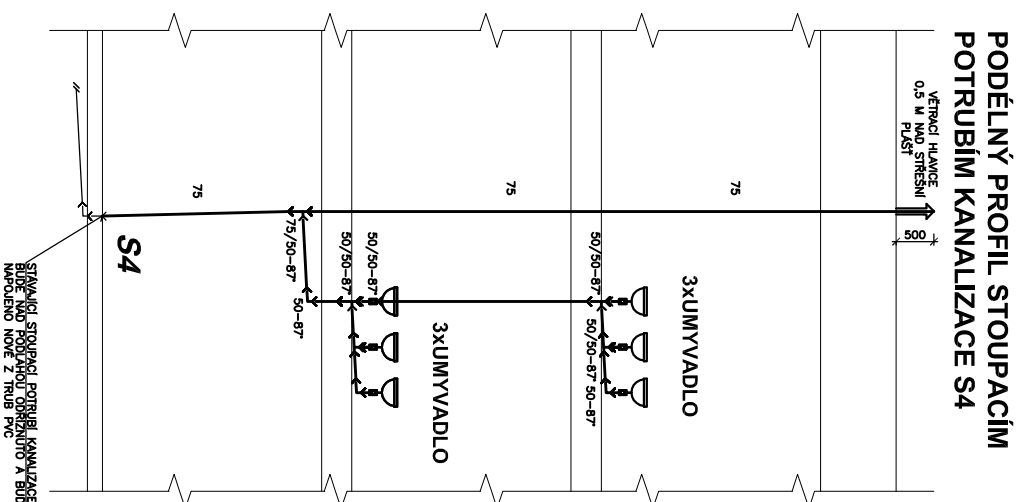 PODÉLNÝ PROFIL STOUPACÍM
POTRUBÍM KANALIZACE S4
VĚTRACÍ HLAVICE
0,5 M NAD STŘEŠNÍ
PLÁŠŤ
500
75
75
75
3xUMYVADLO
50/50-87°
50/50-87°
50-87°
3xUMYVADLO
50/50-87°
50/50-87°
75/50-87°
50-87°
S4
STÁVAJÍCÍ STOUPACÍ POTRUBÍ KANALIZACE
BUDE NAD PODLAHOU ODŘÍZNUTO A BUD
NAPOJENO NOVĚ Z TRUB PVC